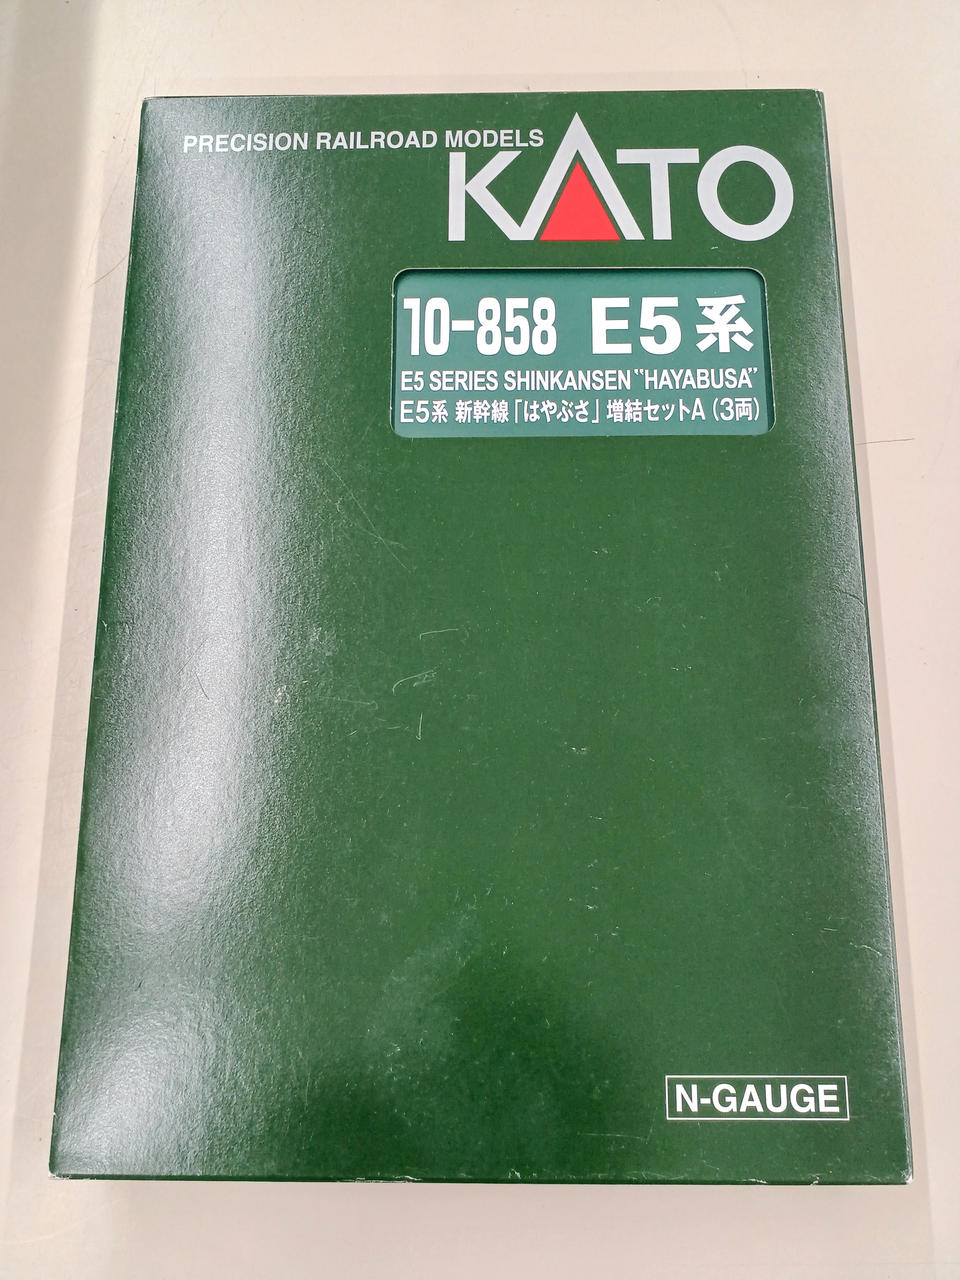 PRECISION RAILROAD MODELS
KATO
10-858 E5系
E5 SERIES SHINKANSEN "HAYABUSA"
E5系 新幹線「はやぶさ」増結セットA（3両）
N-GAUGE